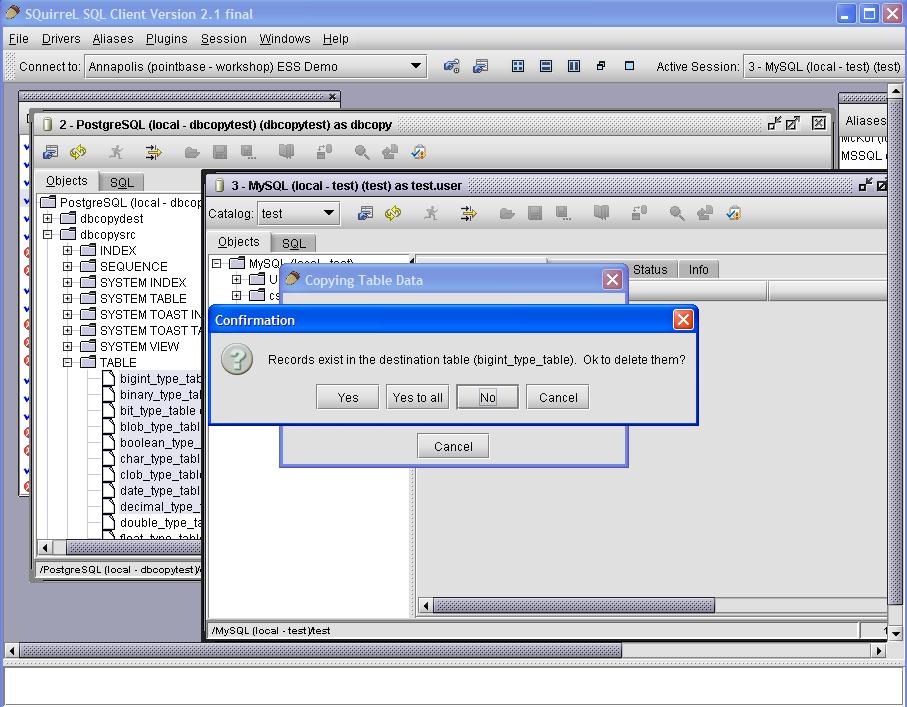 SQuirreL SQL Client Version 2.1 final
File Drivers Aliases Plugins Session Windows Help
Connect to: Annapolis (pointbase - workshop) ESS Demo Active Session: 3 - MySQL (local - test) (test)
2 - PostgreSQL (local - dbcopytest) (dbcopytest) as dbcopy
Aliases
MSSQL
Objects SQL
PostgreSQL (local - dbcop
dbcopydest
dbcopysrc
INDEX
SEQUENCE
SYSTEM INDEX
SYSTEM TABLE
SYSTEM TOAST IN
SYSTEM TOAST TA
SYSTEM VIEW
TABLE
bigint_type_tab
binary_type_tab
bit_type_table
blob_type_table
boolean_type_
char_type_tabl
clob_type_table
date_type_tabl
decimal_type_
double_type_ta
float_type_table
/PostgreSQL (local - dbcopytest)/
3 - MySQL (local - test) (test) as test.user
Catalog: test
Objects SQL
MySQL (local - test)
U
cs
Status Info
Copying Table Data
Confirmation
Records exist in the destination table (bigint_type_table). Ok to delete them?
Yes Yes to all No Cancel
Cancel
/MySQL (local - test)/test